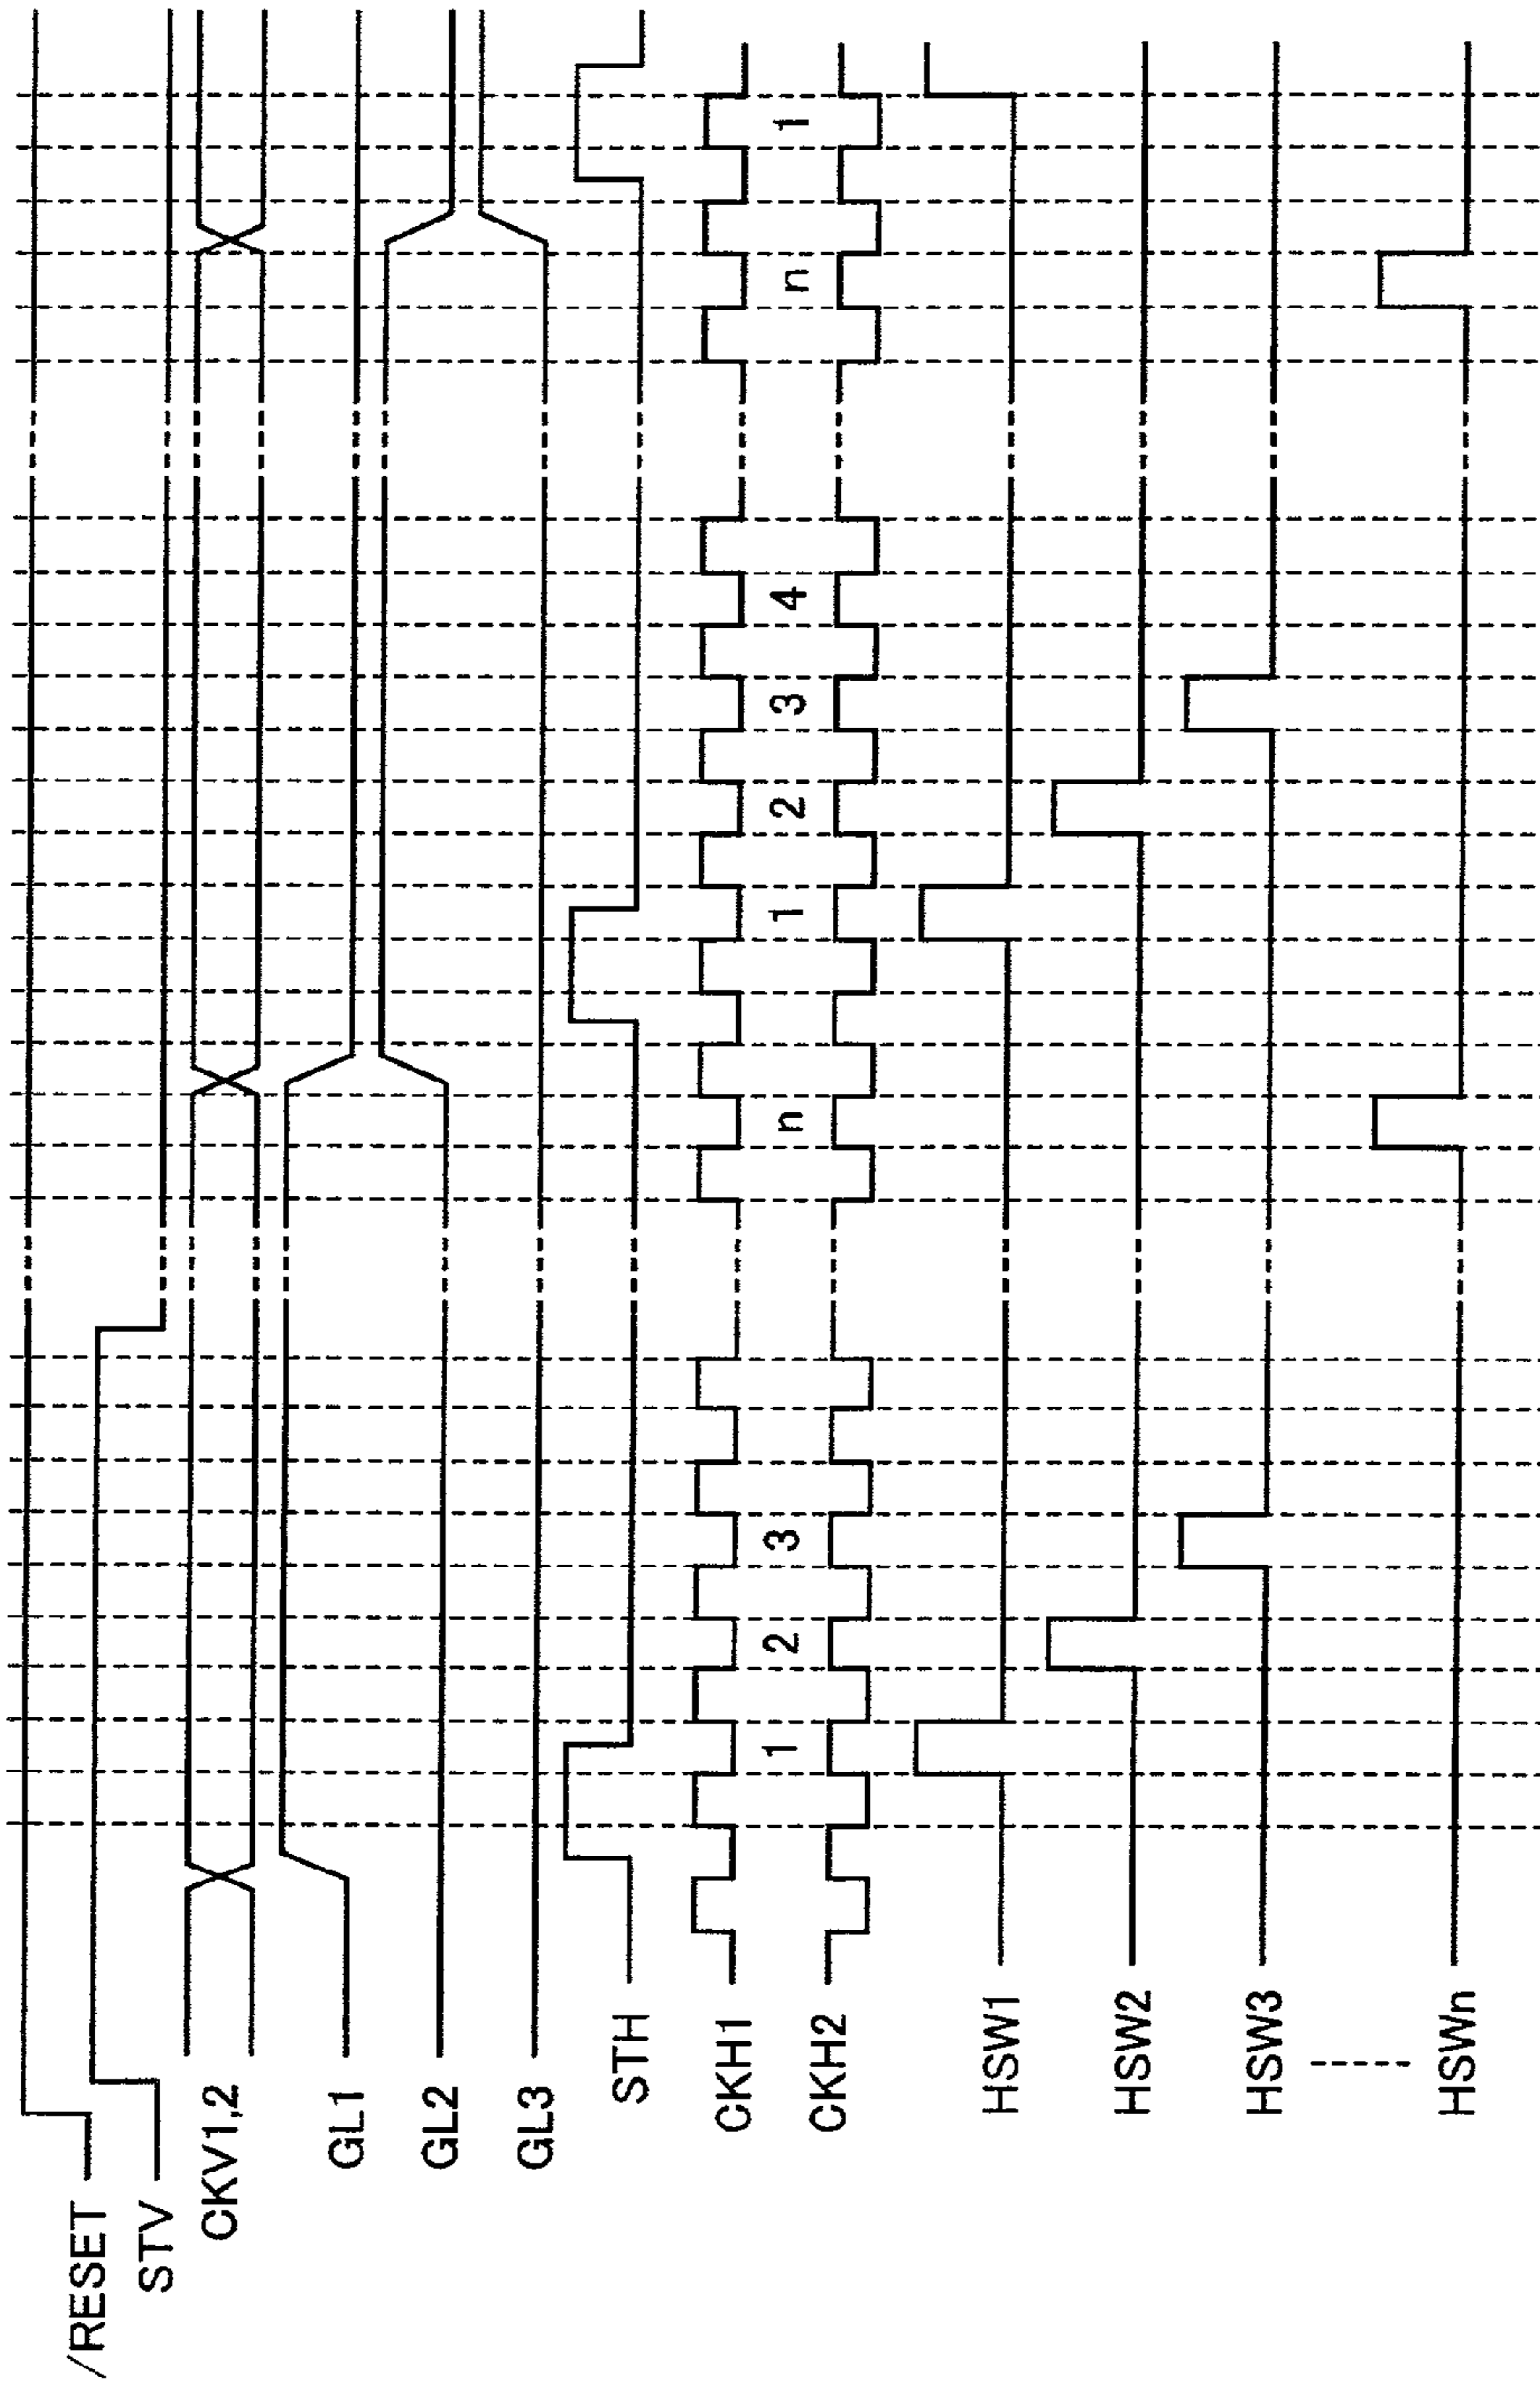 /RESET
STV
CKV1,2
GL1
GL2
GL3
STH
CKH1
1 2 3 n 1 2 3 4 n 1
CKH2
HSW1
HSW2
HSW3
HSWn